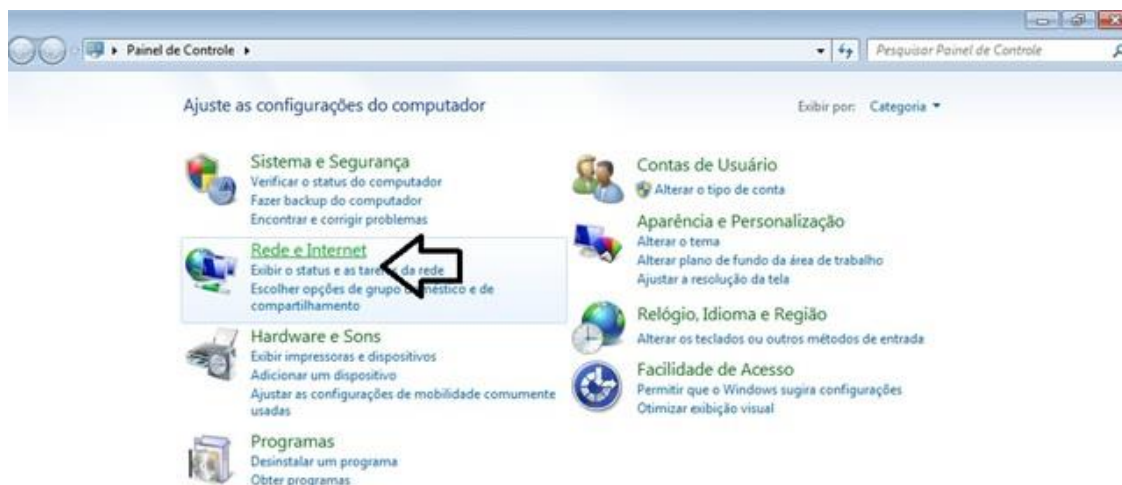 Painel de Controle
Pesquisar Painel de Controle
Ajuste as configurações do computador
Exibir por: Categoria
Sistema e Segurança
Verificar o status do computador
Fazer backup do computador
Encontrar e corrigir problemas
Rede e Internet
Exibir o status e as tarefas da rede
Escolher opções de grupo doméstico e de
compartilhamento
Hardware e Sons
Exibir impressoras e dispositivos
Adicionar um dispositivo
Ajustar as configurações de mobilidade comumente
usadas
Programas
Desinstalar um programa
Obter programas
Contas de Usuário
Alterar o tipo de conta
Aparência e Personalização
Alterar o tema
Alterar plano de fundo da área de trabalho
Ajustar a resolução da tela
Relógio, Idioma e Região
Alterar os teclados ou outros métodos de entrada
Facilidade de Acesso
Permitir que o Windows sugira configurações
Otimizar exibição visual